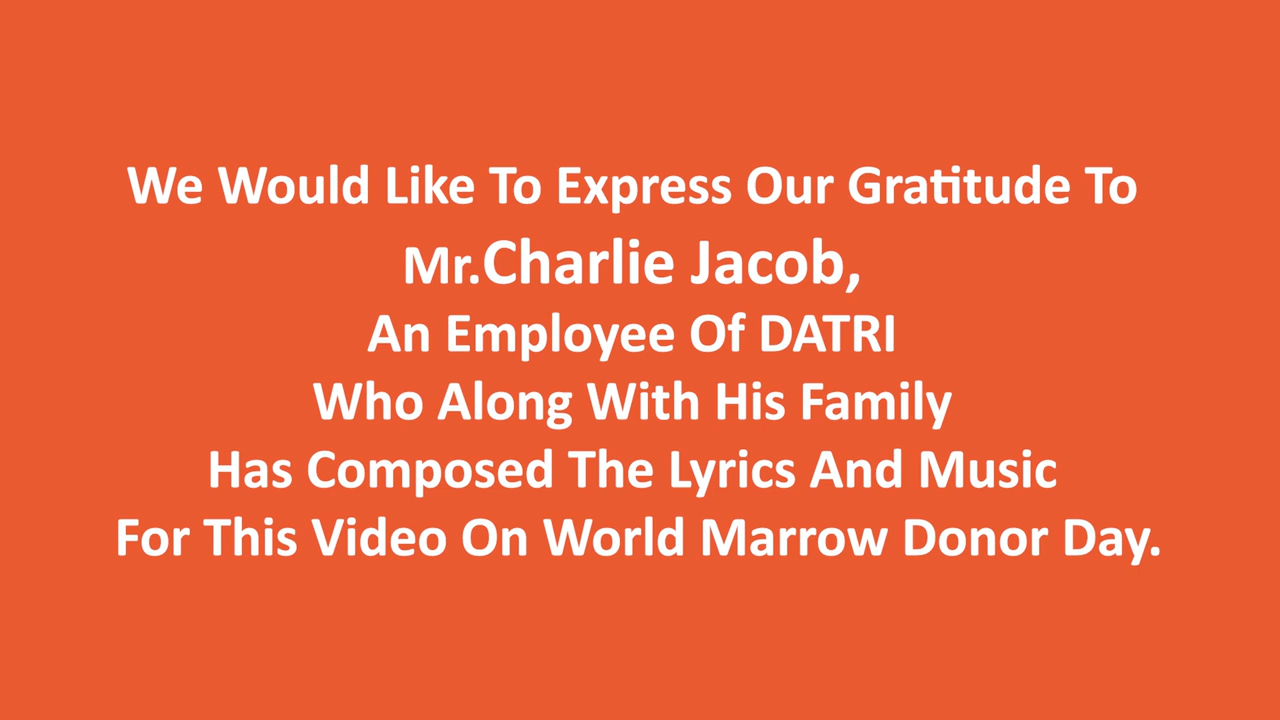 We Would Like To Express Our Gratitude To
Mr.Charlie Jacob,
An Employee Of DATRI
Who Along With His Family
Has Composed The Lyrics And Music
For This Video On World Marrow Donor Day.